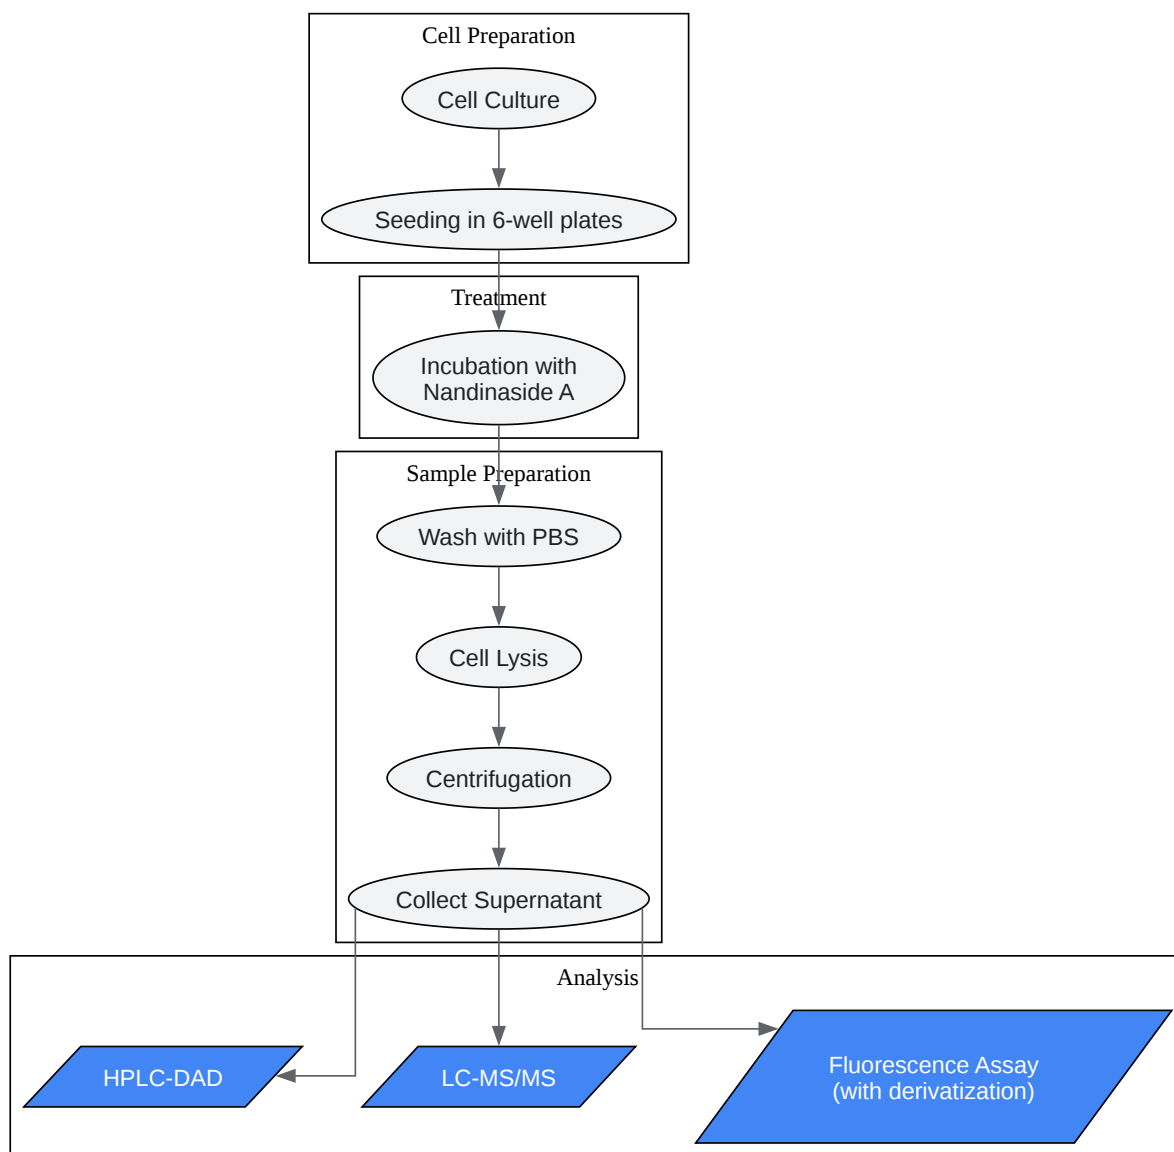 Cell Preparation
Cell Culture
Seeding in 6-well plates
Treatment
Incubation with
Nandinaside A
Sample Preparation
Wash with PBS
Cell Lysis
Centrifugation
Collect Supernatant
Analysis
HPLC-DAD
LC-MS/MS
Fluorescence Assay
(with derivatization)